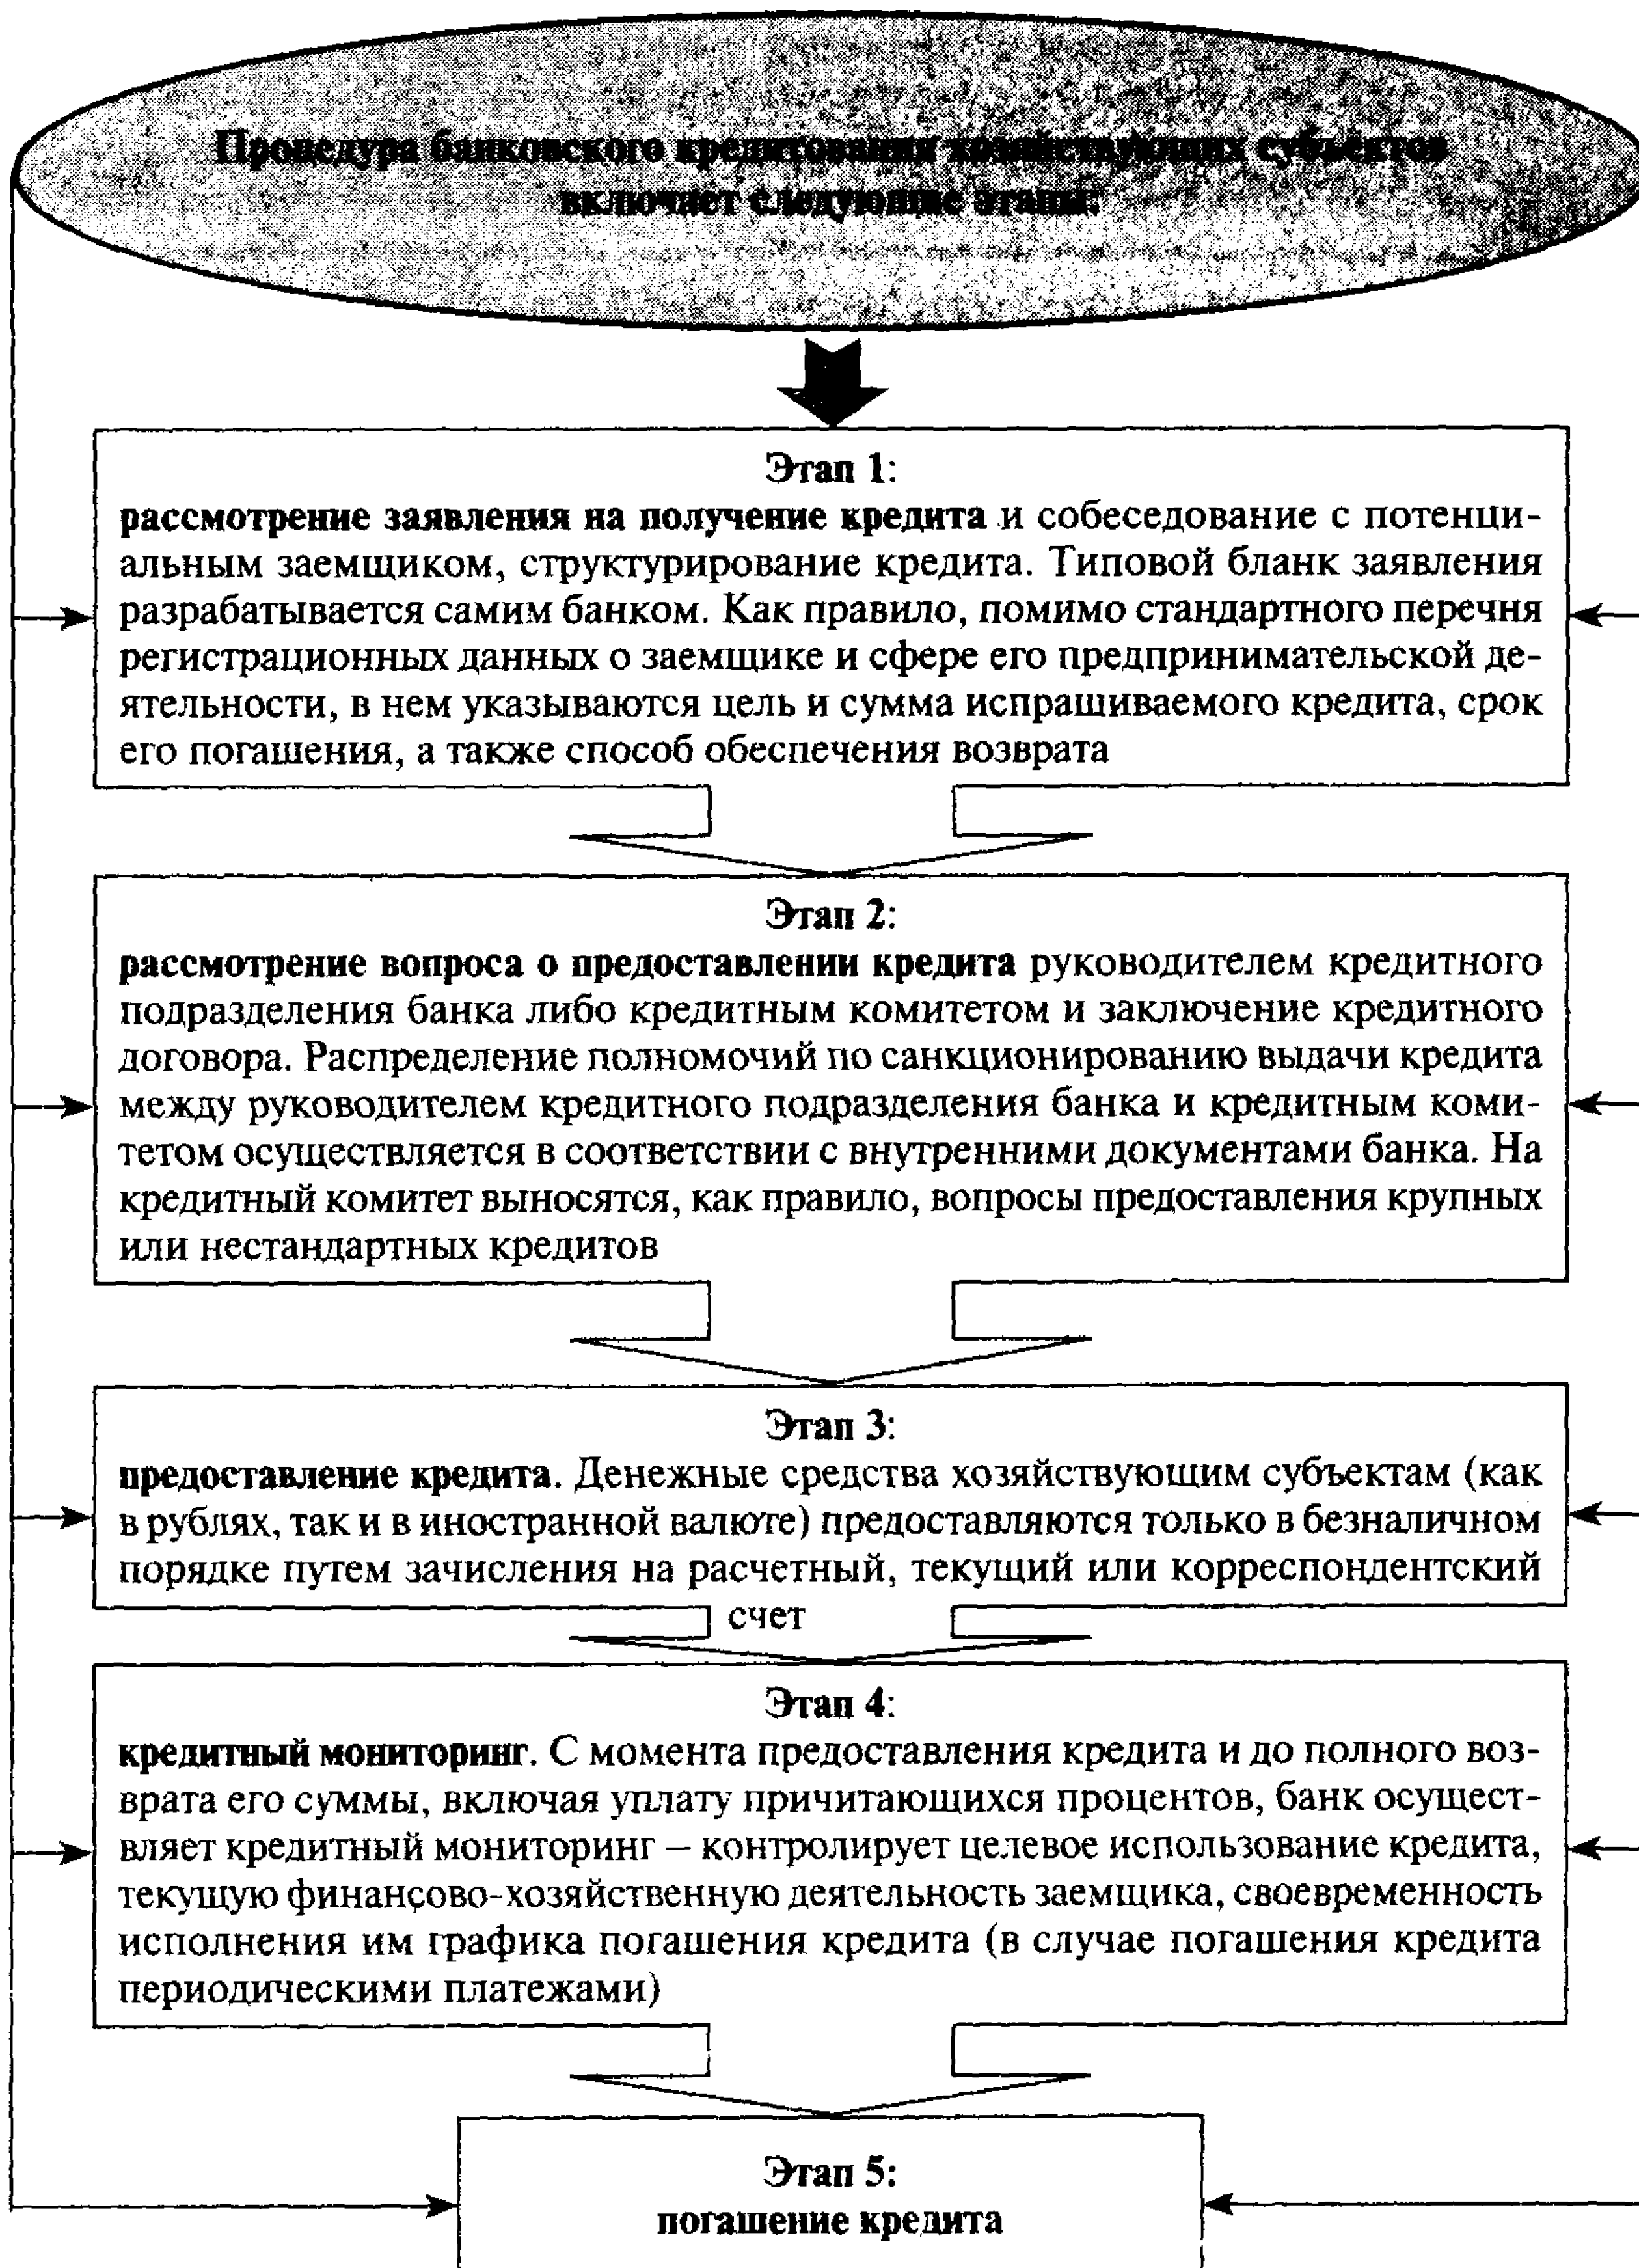 Процедура банковского кредитования хозяйствующих субъектов
включает следующие этапы:
Этап 1:
рассмотрение заявления на получение кредита и собеседование с потенци-
альным заемщиком, структурирование кредита. Типовой бланк заявления
разрабатывается самим банком. Как правило, помимо стандартного перечня
регистрационных данных о заемщике и сфере его предпринимательской де-
ятельности, в нем указываются цель и сумма испрашиваемого кредита, срок
его погашения, а также способ обеспечения возврата
Этап 2:
рассмотрение вопроса о предоставлении кредита руководителем кредитного
подразделения банка либо кредитным комитетом и заключение кредитного
договора. Распределение полномочий по санкционированию выдачи кредита
между руководителем кредитного подразделения банка и кредитным коми-
тетом осуществляется в соответствии с внутренними документами банка. На
кредитный комитет выносятся, как правило, вопросы предоставления крупных
или нестандартных кредитов
Этап 3:
предоставление кредита. Денежные средства хозяйствующим субъектам (как
в рублях, так и в иностранной валюте) предоставляются только в безналичном
порядке путем зачисления на расчетный, текущий или корреспондентский
счет
Этап 4:
кредитный мониторинг. С момента предоставления кредита и до полного воз-
врата его суммы, включая уплату причитающихся процентов, банк осущест-
вляет кредитный мониторинг – контролирует целевое использование кредита,
текущую финансово-хозяйственную деятельность заемщика, своевременность
исполнения им графика погашения кредита (в случае погашения кредита
периодическими платежами)
Этап 5:
погашение кредита